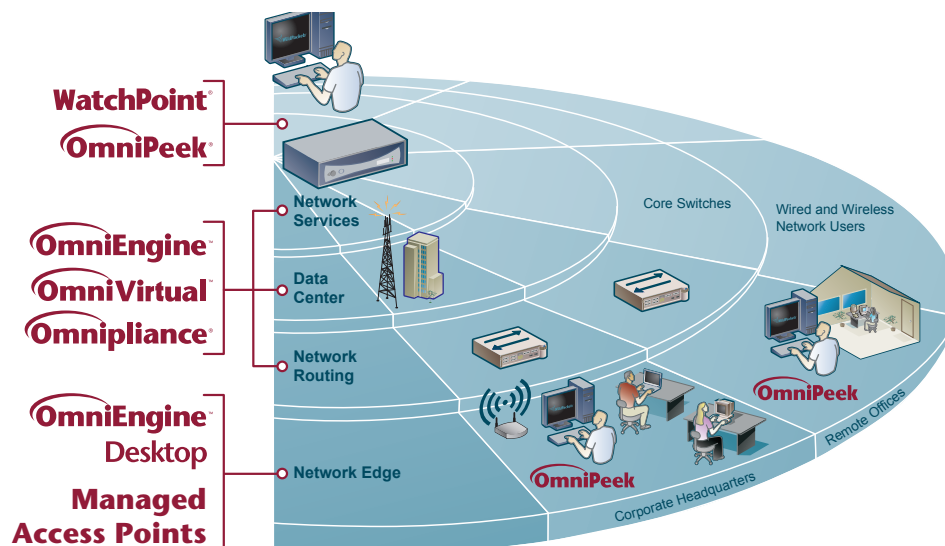 WatchPoint®
OmniPeek®
Network
Services
OmniEngine™
OmniVirtual™
Omnipliance®
Data
Center
Network
Routing
OmniEngine™
Desktop
Managed
Access Points
Network Edge
Core Switches
Wired and Wireless
Network Users
OmniPeek
OmniPeek
Corporate Headquarters
Remote Offices